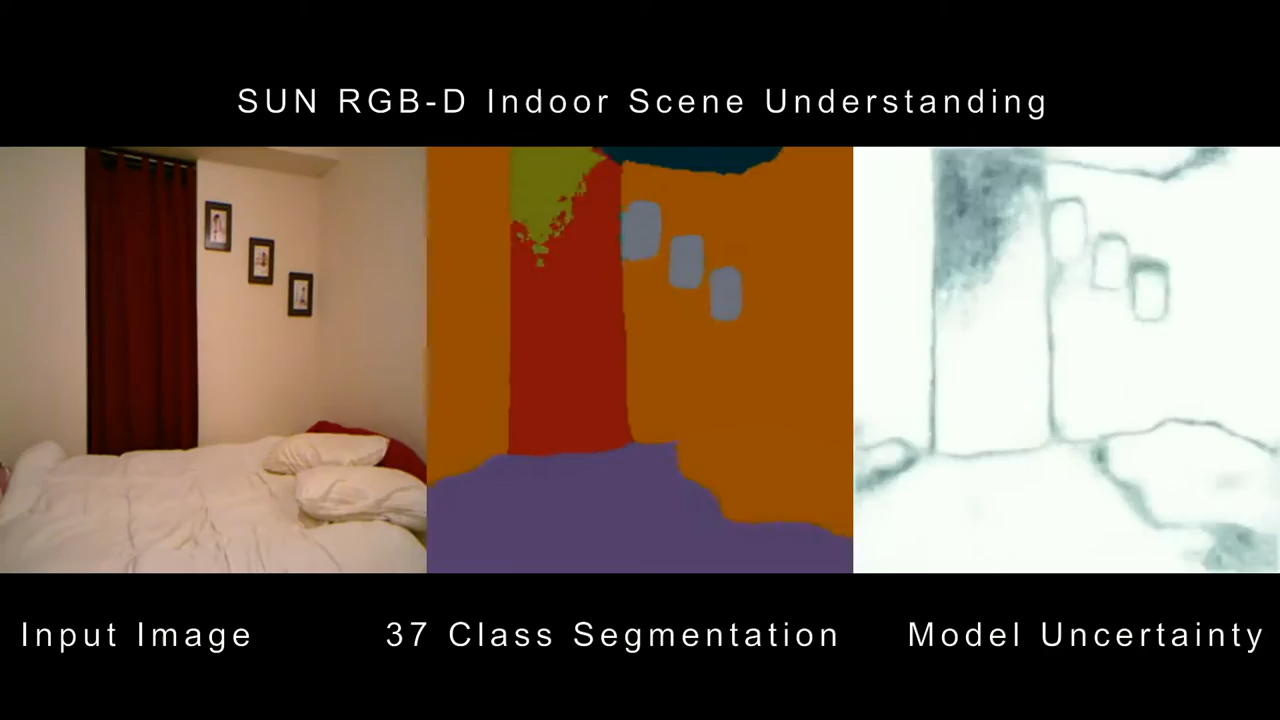 SUN RGB-D Indoor Scene Understanding
Input Image
37 Class Segmentation
Model Uncertainty